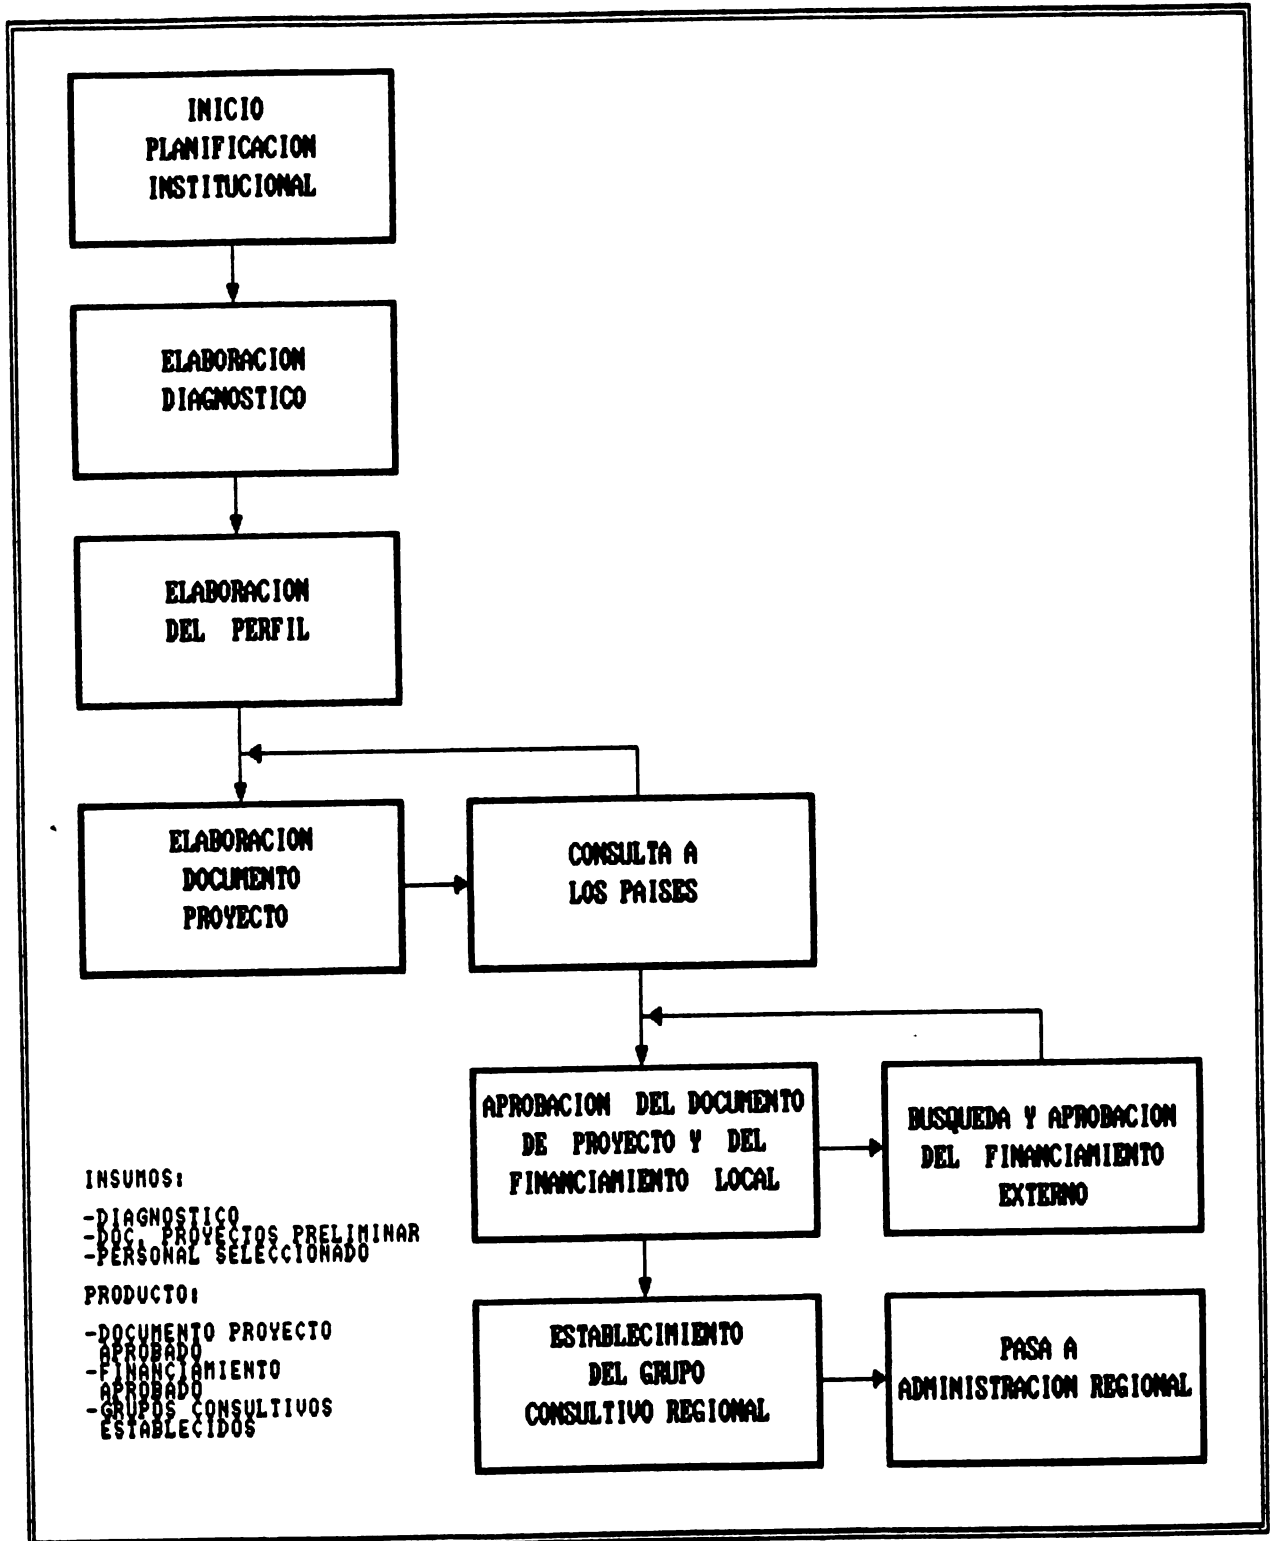 INICIO
PLANIFICACION
INSTITUCIONAL
ELABORACION
DIAGNOSTICO
ELABORACION
DEL PERFIL
ELABORACION
DOCUMENTO
PROYECTO
CONSULTA A
LOS PAISES
APROBACION DEL DOCUMENTO
DE PROYECTO Y DEL
FINANCIAMIENTO LOCAL
BUSQUEDA Y APROBACION
DEL FINANCIAMIENTO
EXTERNO
INSUMOS:
-DIAGNOSTICO
-DOC. PROYECTOS PRELIMINAR
-PERSONAL SELECCIONADO
PRODUCTO:
-DOCUMENTO PROYECTO
APROBADO
-FINANCIAMIENTO
APROBADO
-GRUPOS CONSULTIVOS
ESTABLECIDOS
ESTABLECIMIENTO
DEL GRUPO
CONSULTIVO REGIONAL
PASA A
ADMINISTRACION REGIONAL